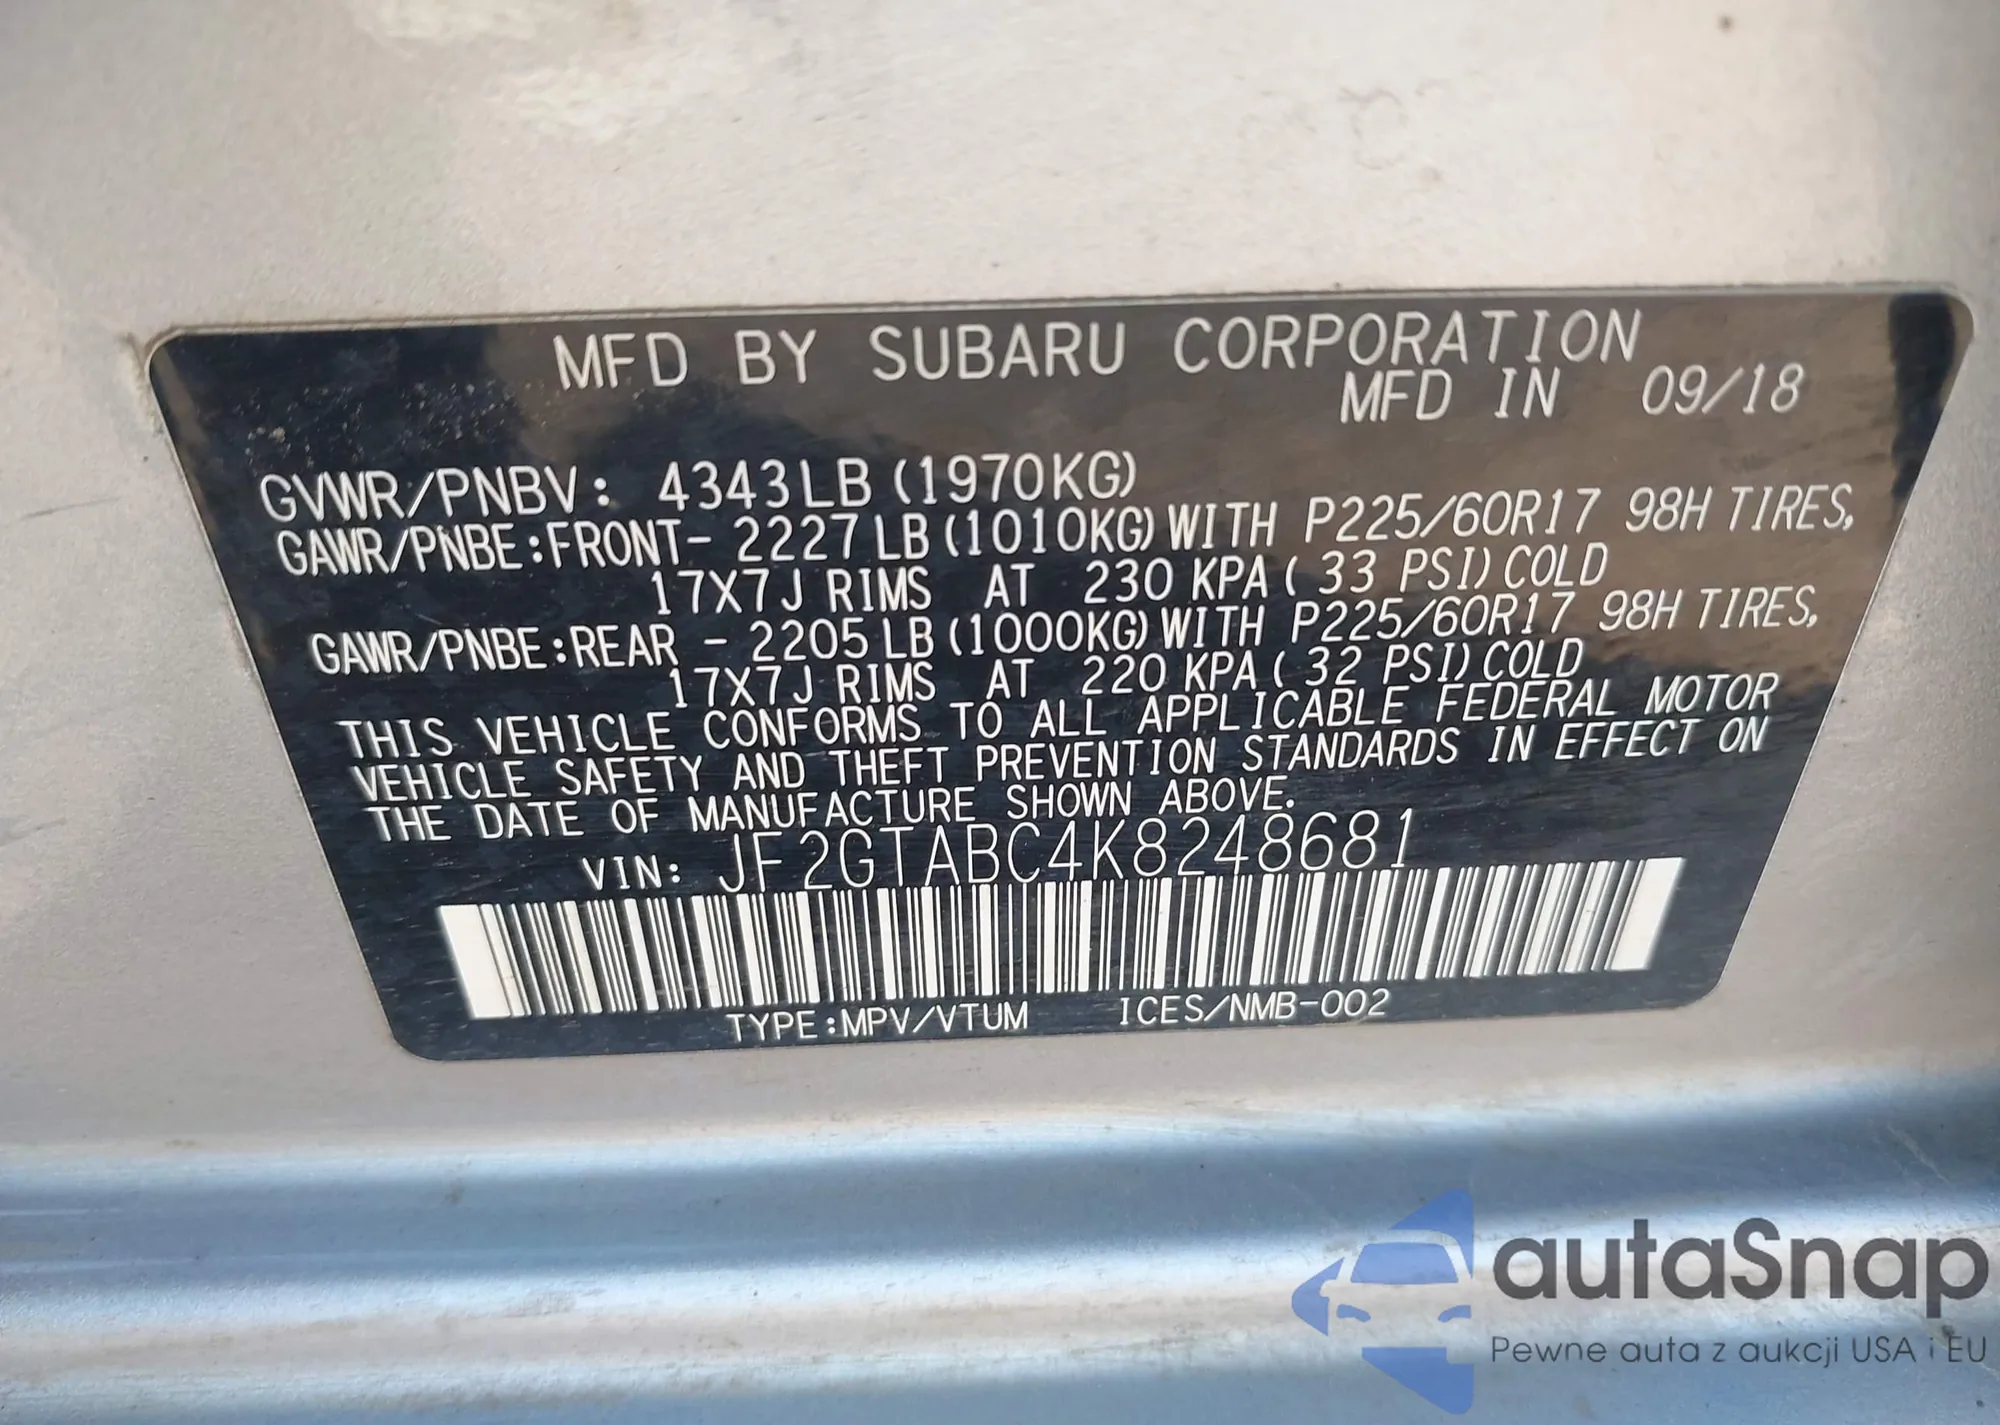 MFD BY SUBARU CORPORATION
MFD IN 09/18
GVWR/PNBV: 4343LB (1970KG)
GAWR/PNBE:FRONT- 2227LB (1010KG) WITH P225/60R17 98H TIRES,
17X7J RIMS AT 230 KPA ( 33 PSI) COLD
GAWR/PNBE:REAR - 2205LB (1000KG) WITH P225/60R17 98H TIRES,
17X7J RIMS AT 220 KPA ( 32 PSI) COLD
THIS VEHICLE CONFORMS TO ALL APPLICABLE FEDERAL MOTOR
VEHICLE SAFETY AND THEFT PREVENTION STANDARDS IN EFFECT ON
THE DATE OF MANUFACTURE SHOWN ABOVE.
VIN: JF2GTABC4K8248681
TYPE:MPV/VTUM ICES/NMB-002
autaSnap
Pewne auta z aukcji USA i EU